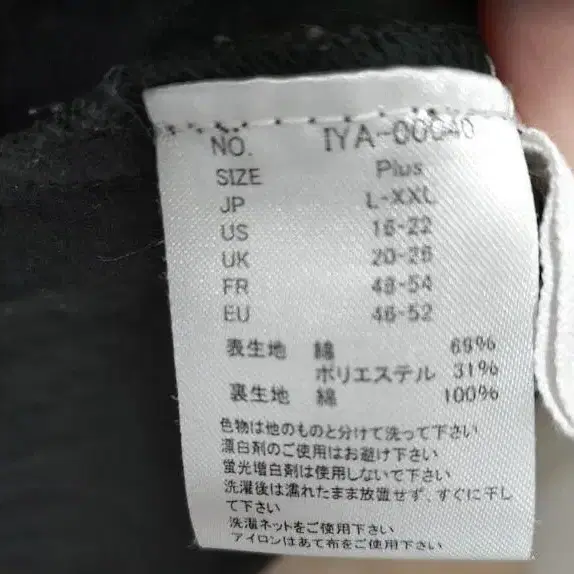 NO. IYA-00040
SIZE Plus
JP L-XXL
US 16-22
UK 20-26
FR 48-54
EU 46-52
表生地 綿 69%
ポリエステル 31%
裏生地 綿 100%
色物は他のものと分けて洗って下さい
漂白剤のご使用はお避け下さい
蛍光増白剤は使用しないで下さい
洗濯後は濡れたまま放置せず、すぐに干し
て下さい
洗濯ネットをご使用下さい
アイロンはあて布をご使用下さい